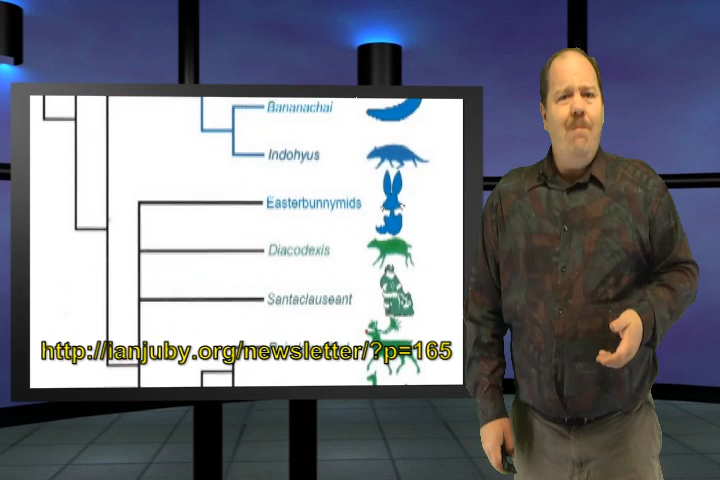 Bananachai
Indohyus
Easterbunnymids
Diacodexis
Santaclauseant
http://ianjuby.org/newsletter/?p=165